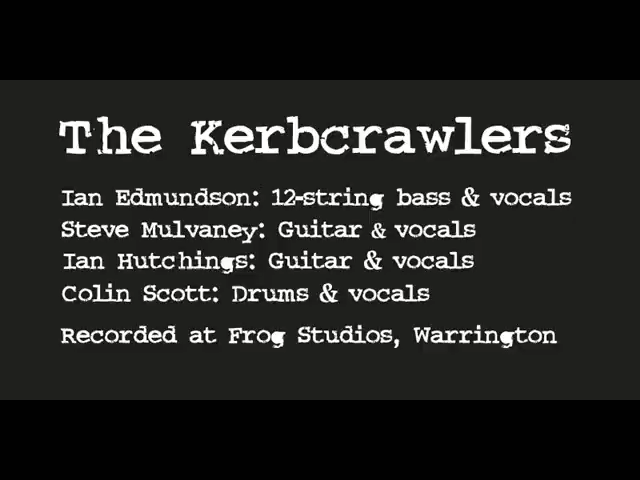 The Kerbcrawlers
Ian Edmundson: 12-string bass & vocals
Steve Mulvaney: Guitar & vocals
Ian Hutchings: Guitar & vocals
Colin Scott: Drums & vocals
Recorded at Frog Studios, Warrington